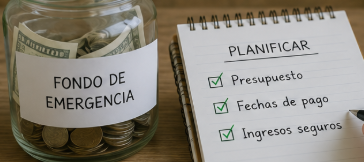 FONDO DE
EMERGENCIA
PLANIFICAR
Presupuesto
Fechas de pago
Ingresos seguros